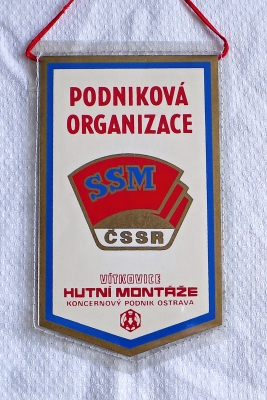 PODNIKOVÁ
ORGANIZACE
SSM
ČSSR
VÍTKOVICE
HUTNÍ MONTÁŽE
KONCERNOVÝ PODNIK OSTRAVA